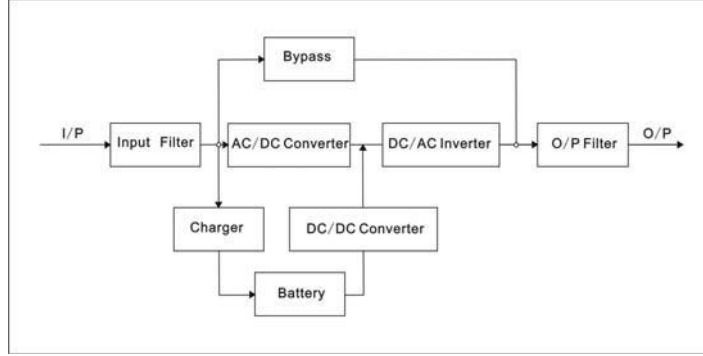 Bypass
I/P
Input Filter
AC/DC Converter
DC/AC Inverter
O/P Filter
O/P
Charger
DC/DC Converter
Battery